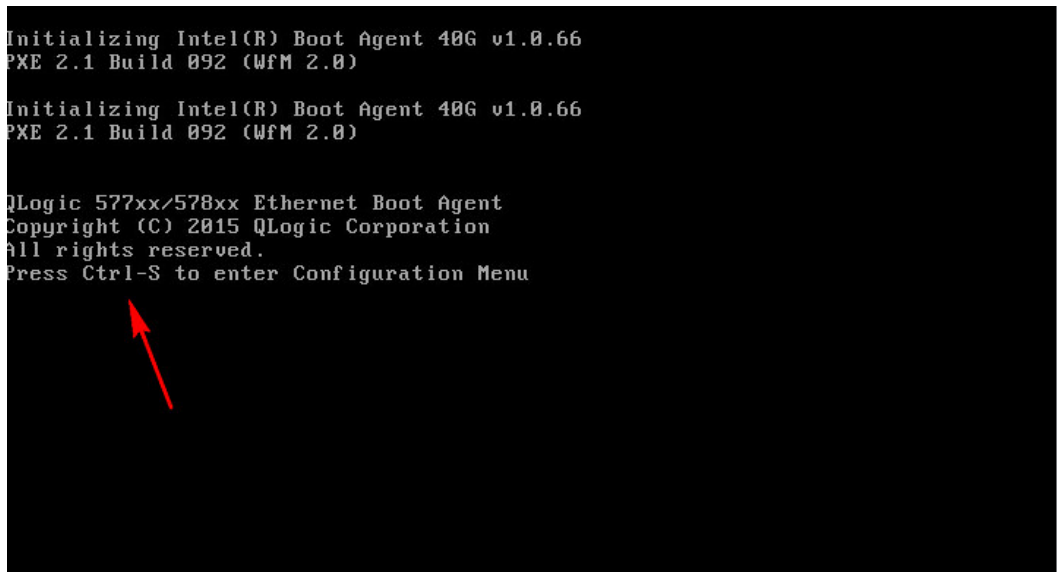 Initializing Intel(R) Boot Agent 40G v1.0.66
PXE 2.1 Build 092 (WfM 2.0)
Initializing Intel(R) Boot Agent 40G v1.0.66
PXE 2.1 Build 092 (WfM 2.0)
QLogic 577xx/578xx Ethernet Boot Agent
Copyright (C) 2015 QLogic Corporation
All rights reserved.
Press Ctrl-S to enter Configuration Menu